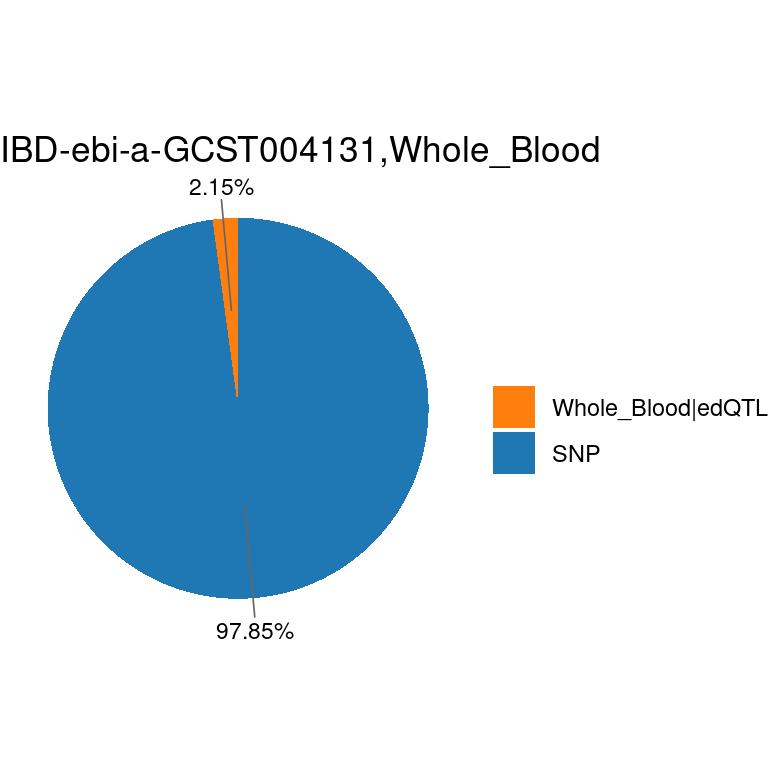 IBD-ebi-a-GCST004131,Whole_Blood
2.15%
Whole_Blood|edQTL
SNP
97.85%